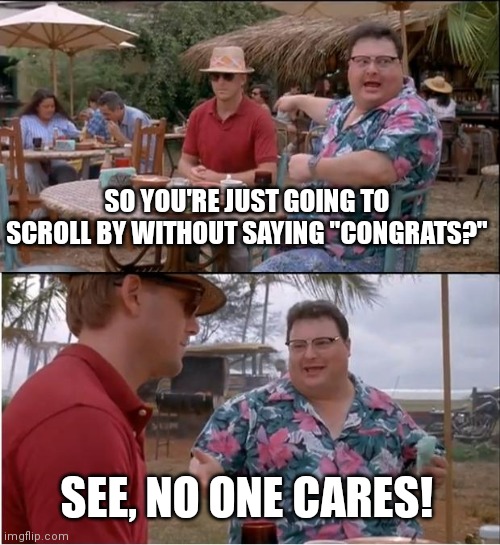 SO YOU'RE JUST GOING TO
SCROLL BY WITHOUT SAYING "CONGRATS?"
SEE, NO ONE CARES!
imgflip.com